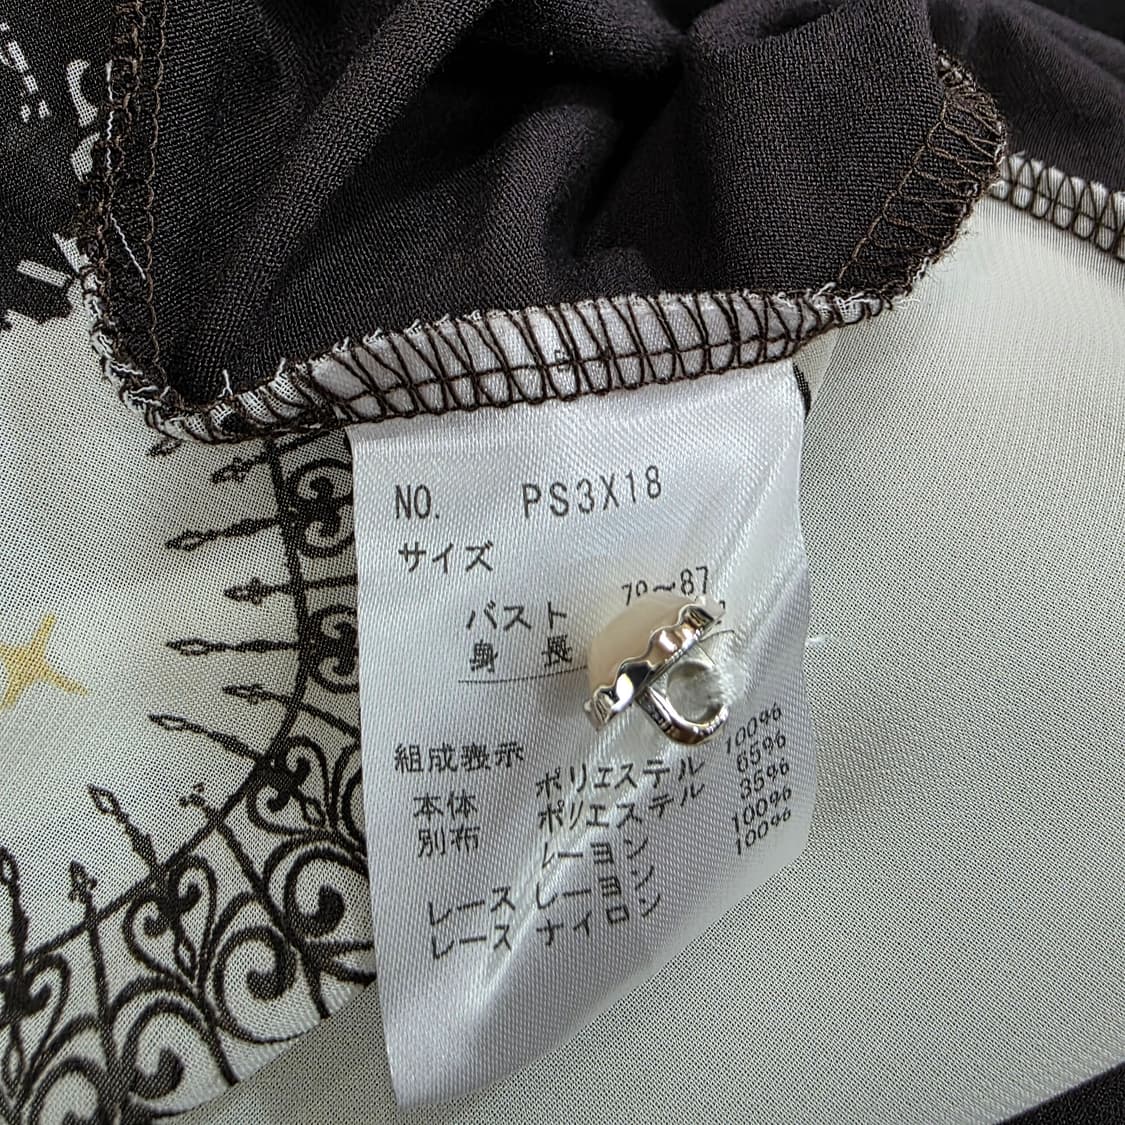 NO. PS3X18
サイズ
バスト 79～87
身長
組成表示
本体 ポリエステル 100%
別布 ポリエステル 65%
レーヨン 35%
レース レーヨン 100%
レース ナイロン 100%